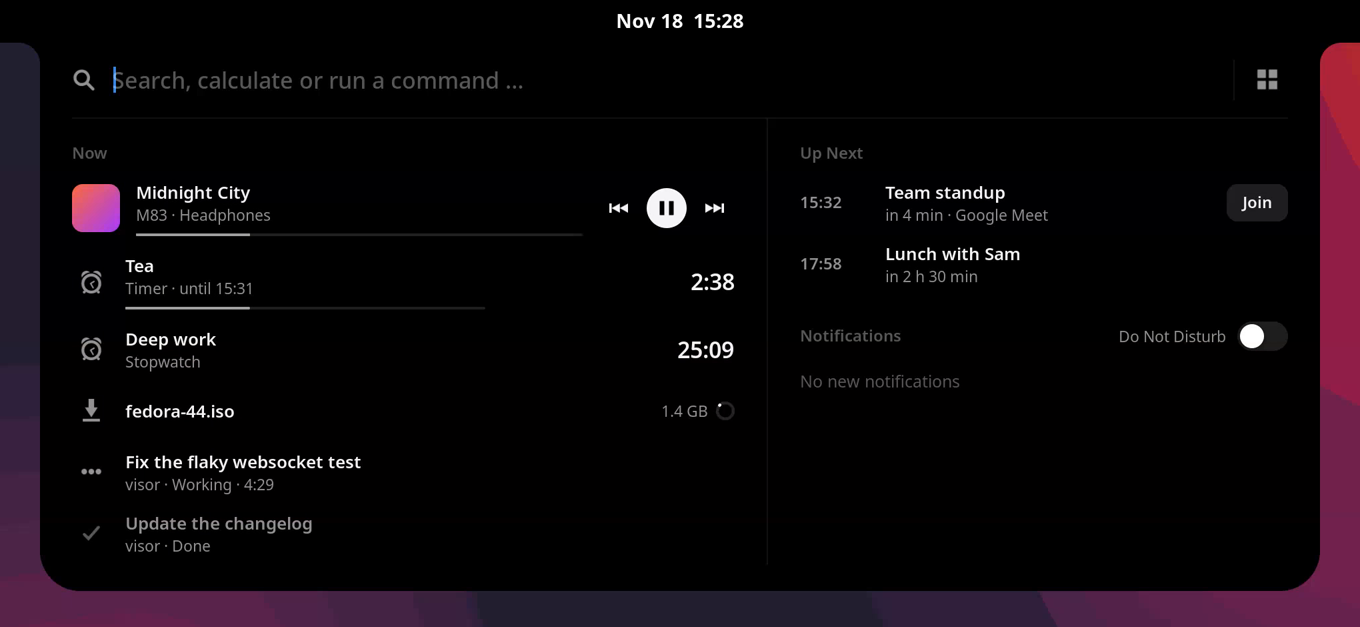 Nov 18 15:28
Search, calculate or run a command ...
Now
Midnight City
M83 · Headphones
Tea
Timer · until 15:31
2:38
Deep work
Stopwatch
25:09
fedora-44.iso
1.4 GB
Fix the flaky websocket test
visor · Working · 4:29
Update the changelog
visor · Done
Up Next
15:32
Team standup
in 4 min · Google Meet
Join
17:58
Lunch with Sam
in 2 h 30 min
Notifications
Do Not Disturb
No new notifications